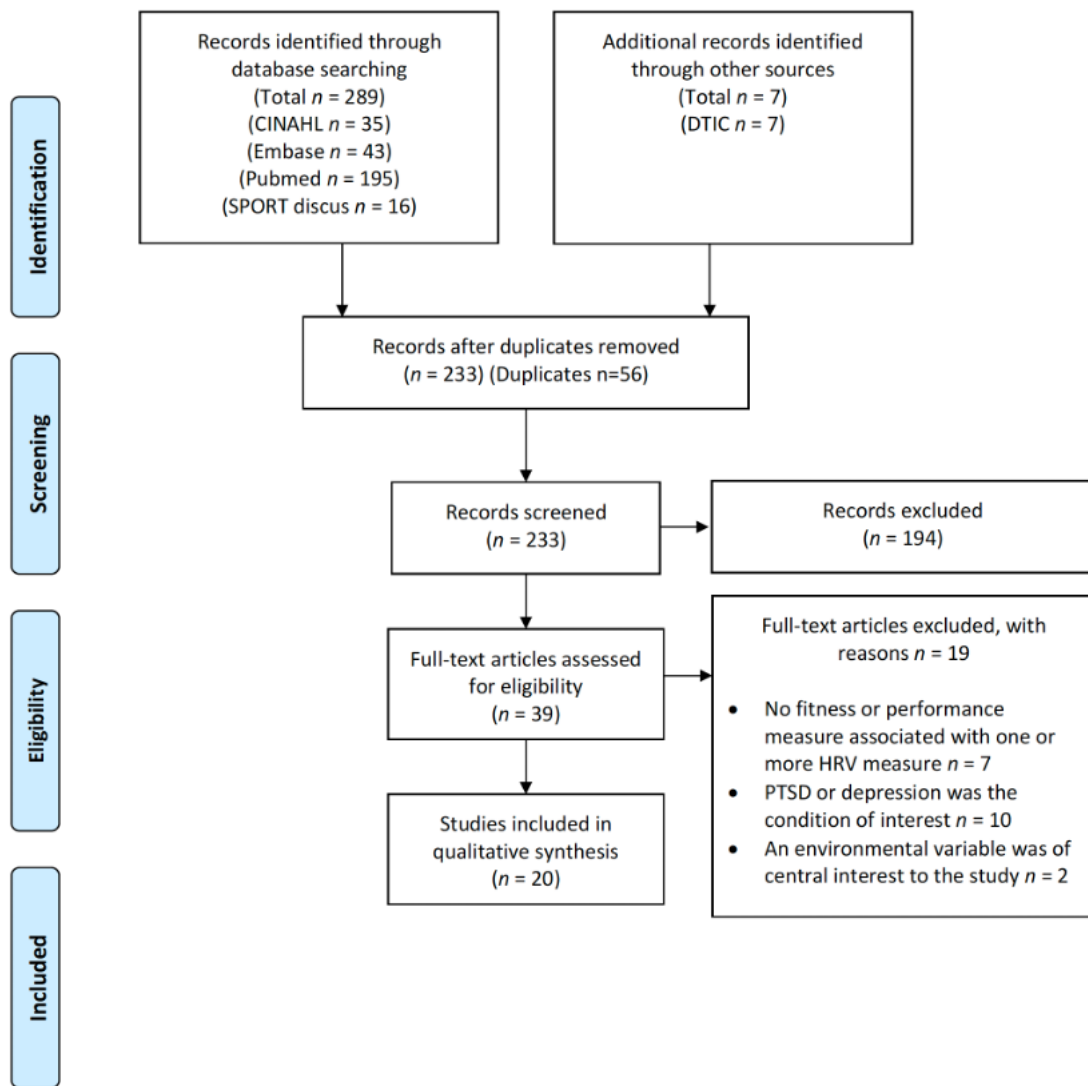 Identification
Records identified through
database searching
(Total n = 289)
(CINAHL n = 35)
(Embase n = 43)
(Pubmed n = 195)
(SPORT discus n = 16)
Additional records identified
through other sources
(Total n = 7)
(DTIC n = 7)
Records after duplicates removed
(n = 233) (Duplicates n=56)
Screening
Records screened
(n = 233)
Records excluded
(n = 194)
Eligibility
Full-text articles assessed
for eligibility
(n = 39)
Full-text articles excluded, with
reasons n = 19
• No fitness or performance
measure associated with one or
more HRV measure n = 7
• PTSD or depression was the
condition of interest n = 10
• An environmental variable was of
central interest to the study n = 2
Included
Studies included in
qualitative synthesis
(n = 20)